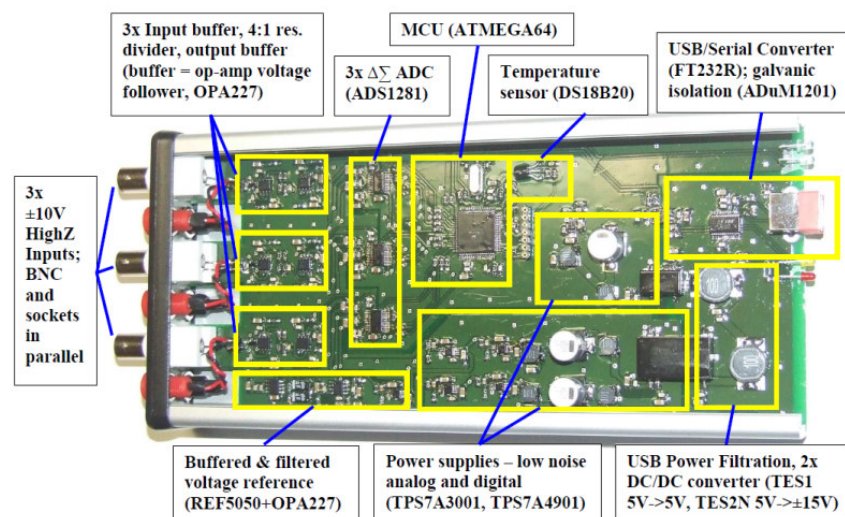 3x Input buffer, 4:1 res.
divider, output buffer
(buffer = op-amp voltage
follower, OPA227)
3x Δ∑ ADC
(ADS1281)
MCU (ATMEGA64)
Temperature
sensor (DS18B20)
USB/Serial Converter
(FT232R); galvanic
isolation (ADuM1201)
3x
±10V
HighZ
Inputs;
BNC
and
sockets
in
parallel
100
100
Buffered & filtered
voltage reference
(REF5050+OPA227)
Power supplies – low noise
analog and digital
(TPS7A3001, TPS7A4901)
USB Power Filtration, 2x
DC/DC converter (TES1
5V->5V, TES2N 5V->±15V)